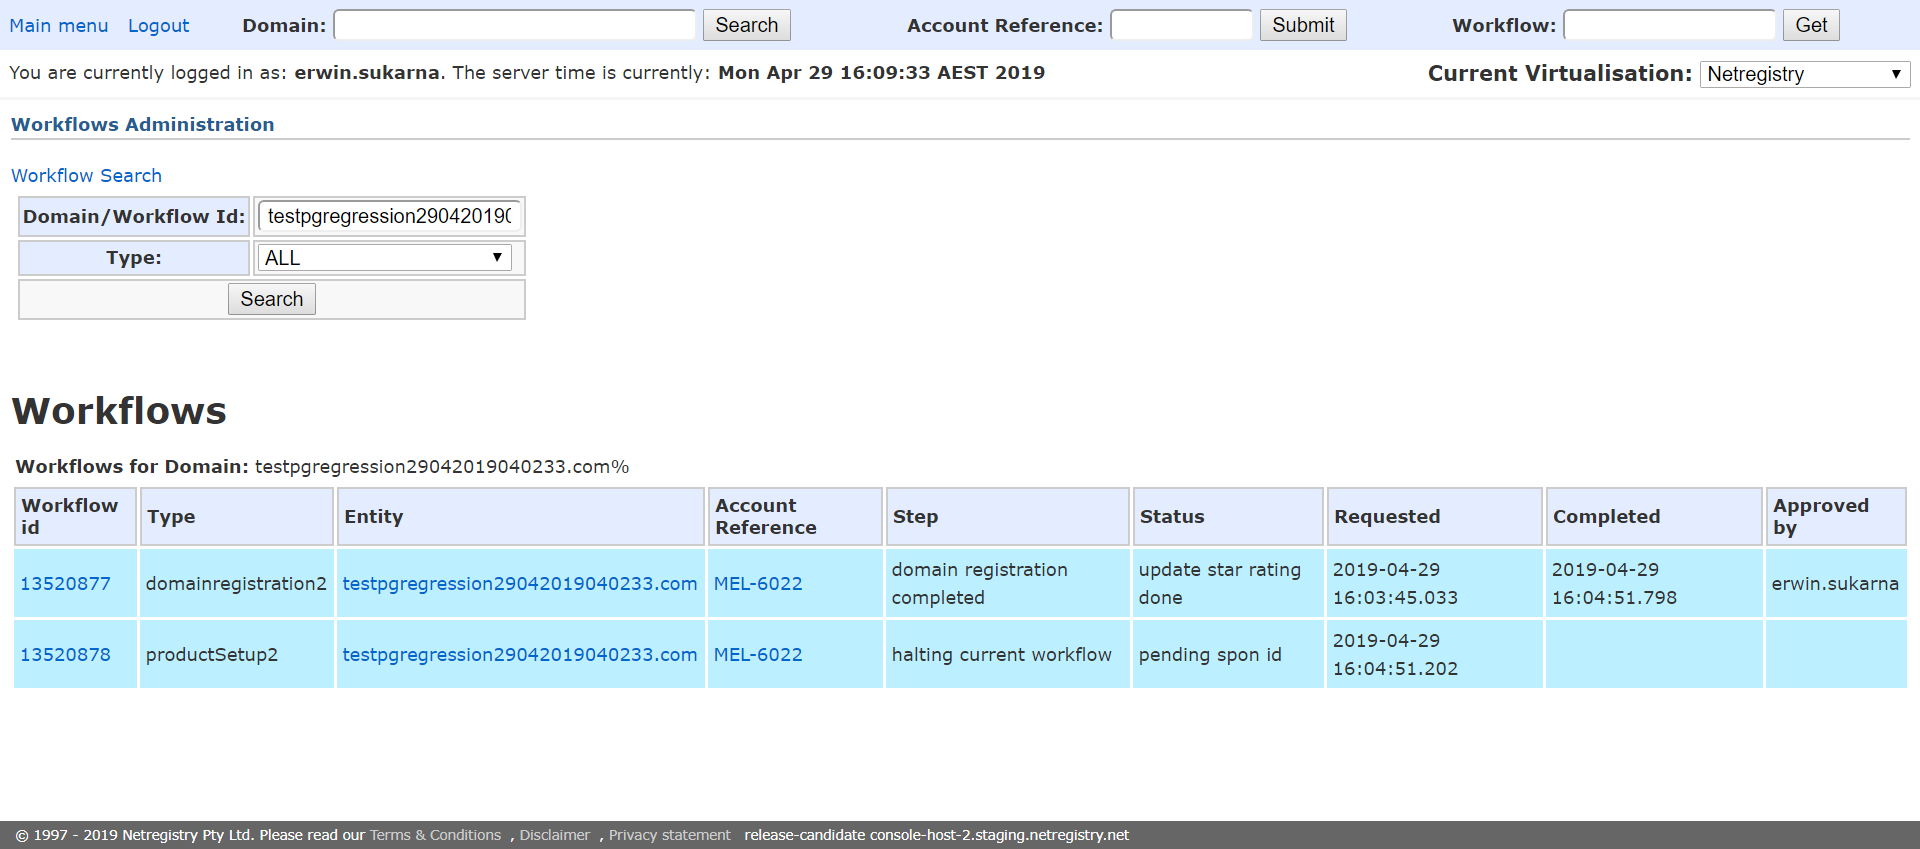 Main menu Logout Domain: Search Account Reference: Submit Workflow: Get
You are currently logged in as: erwin.sukarna. The server time is currently: Mon Apr 29 16:09:33 AEST 2019 Current Virtualisation: Netregistry
Workflows Administration
Workflow Search
Domain/Workflow Id: testpgregression290420190
Type: ALL
Search
Workflows
Workflows for Domain: testpgregression29042019040233.com%
Workflow id Type Entity Account Reference Step Status Requested Completed Approved by
13520877 domainregistration2 testpgregression29042019040233.com MEL-6022 domain registration completed update star rating done 2019-04-29 16:03:45.033 2019-04-29 16:04:51.798 erwin.sukarna
13520878 productSetup2 testpgregression29042019040233.com MEL-6022 halting current workflow pending spon id 2019-04-29 16:04:51.202
© 1997 - 2019 Netregistry Pty Ltd. Please read our Terms & Conditions , Disclaimer , Privacy statement release-candidate console-host-2.staging.netregistry.net